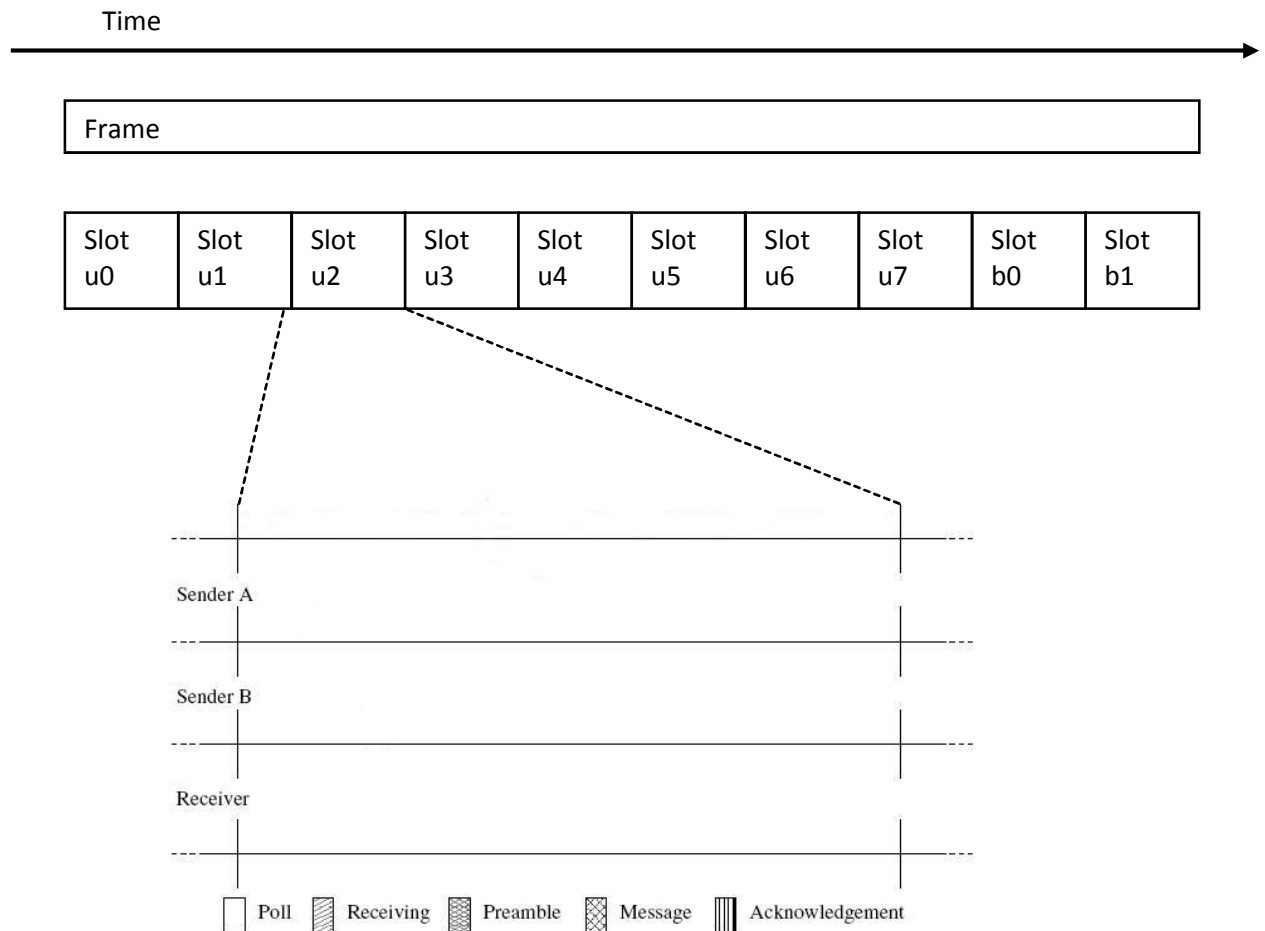 Time
Frame
Slot Slot Slot Slot Slot Slot Slot Slot Slot Slot
u0 u1 u2 u3 u4 u5 u6 u7 b0 b1
Sender A
Sender B
Receiver
Poll Receiving Preamble Message Acknowledgement